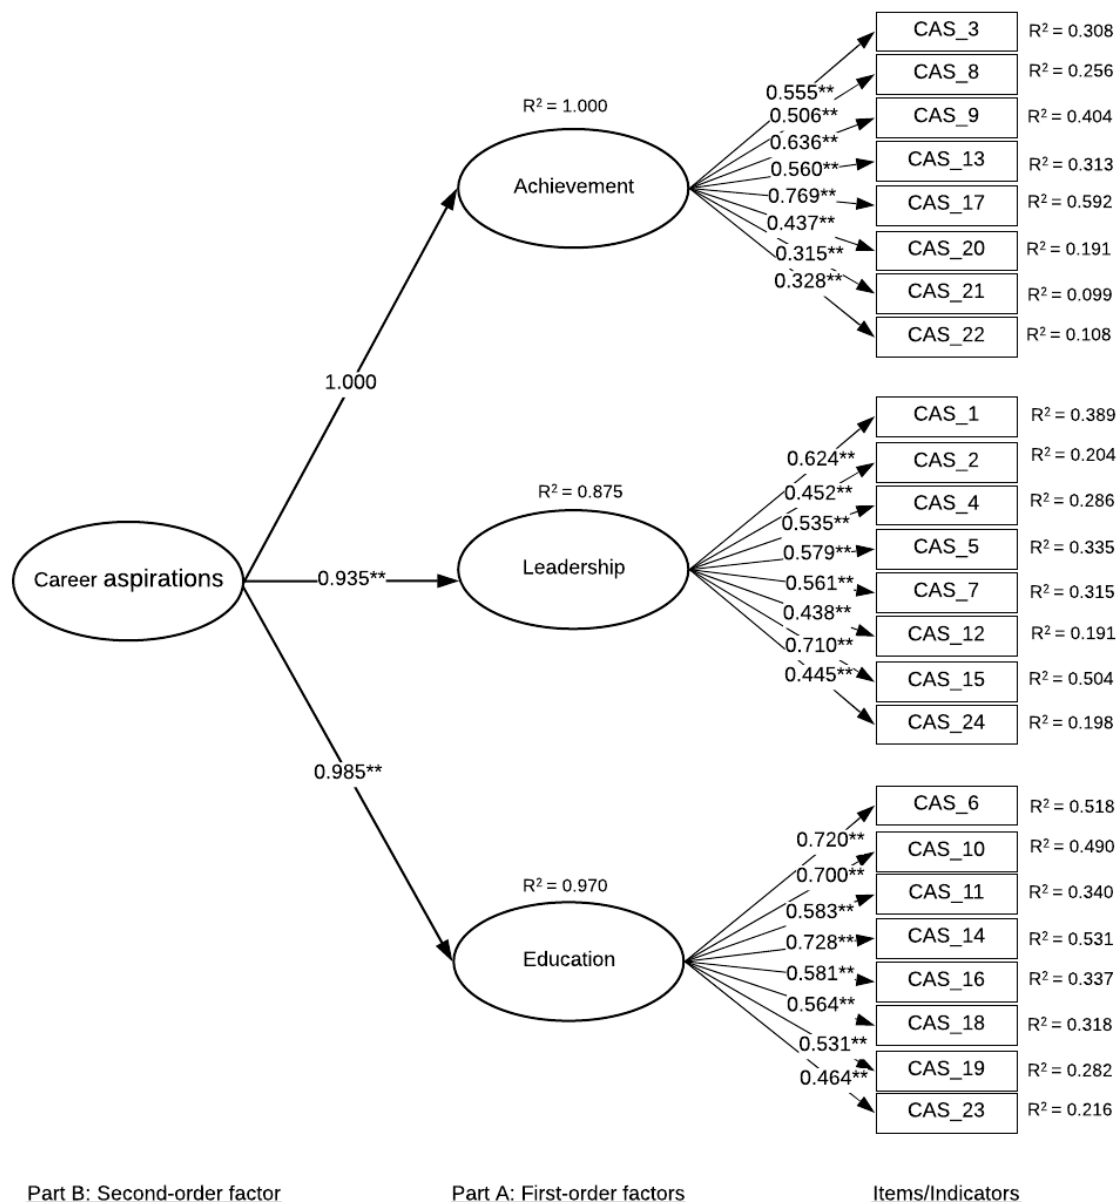 CAS_3 R² = 0.308
CAS_8 R² = 0.256
0.555**
R² = 1.000
0.506**
CAS_9 R² = 0.404
0.636**
CAS_13 R² = 0.313
0.560**
Achievement
0.769**
CAS_17 R² = 0.592
0.437**
CAS_20 R² = 0.191
0.315**
0.328**
CAS_21 R² = 0.099
CAS_22 R² = 0.108
1.000
CAS_1 R² = 0.389
0.624**
CAS_2 R² = 0.204
R² = 0.875
0.452**
CAS_4 R² = 0.286
0.535**
0.579**
CAS_5 R² = 0.335
Leadership
0.561**
CAS_7 R² = 0.315
0.438**
CAS_12 R² = 0.191
0.710**
0.445**
CAS_15 R² = 0.504
CAS_24 R² = 0.198
Career aspirations
0.935**
0.985**
CAS_6 R² = 0.518
0.720**
CAS_10 R² = 0.490
0.700**
R² = 0.970
CAS_11 R² = 0.340
0.583**
0.728**
CAS_14 R² = 0.531
Education
0.581**
CAS_16 R² = 0.337
0.564**
CAS_18 R² = 0.318
0.531**
CAS_19 R² = 0.282
0.464**
CAS_23 R² = 0.216
Part B: Second-order factor
Part A: First-order factors
Items/Indicators